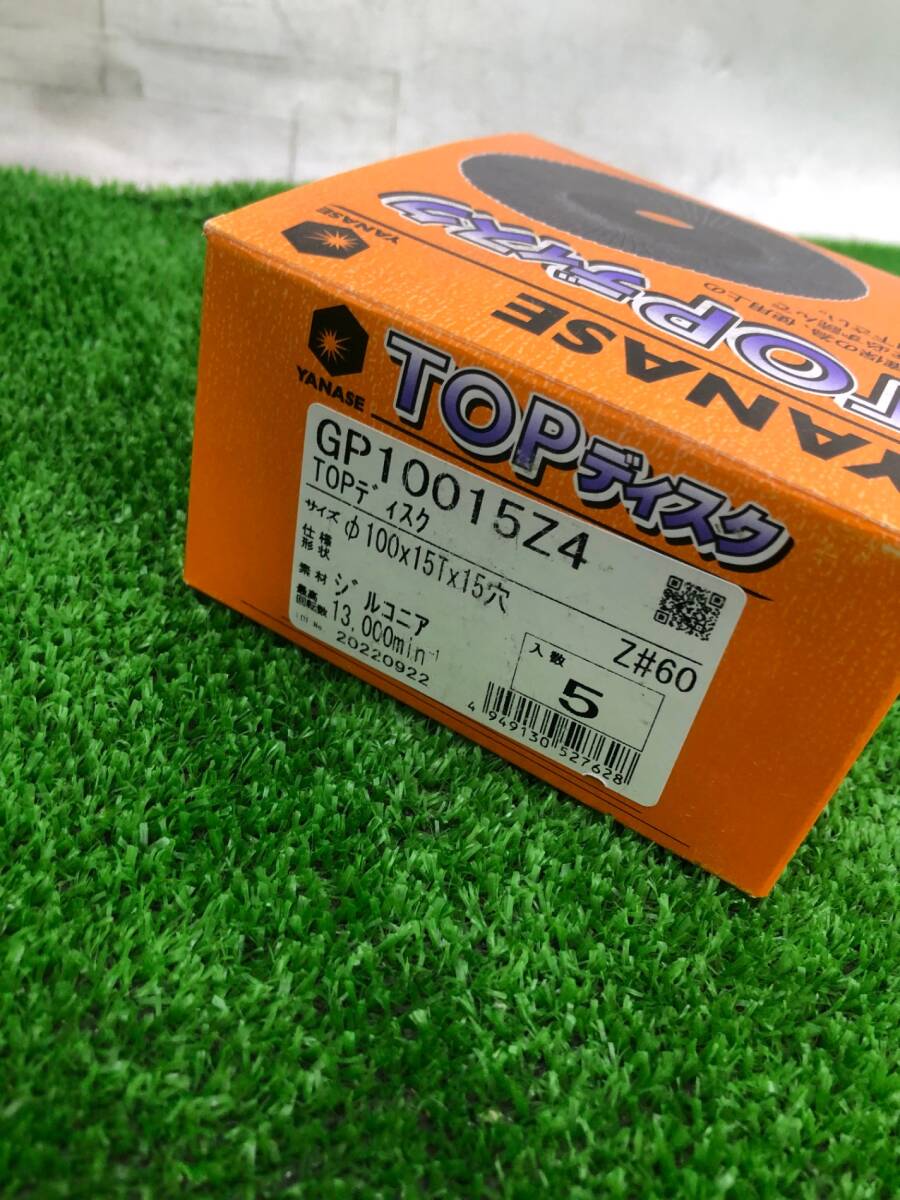 YANASE
TOPディスク
YANASE
YANASE
TOPディスク
GP10015Z4
TOPディスク
サイズ φ100x15Tx15穴
仕様
形状
Z#60
素材 ジルコニア
最高
回転数 13,000min-1
20220922
入数
5
4 949130 527628